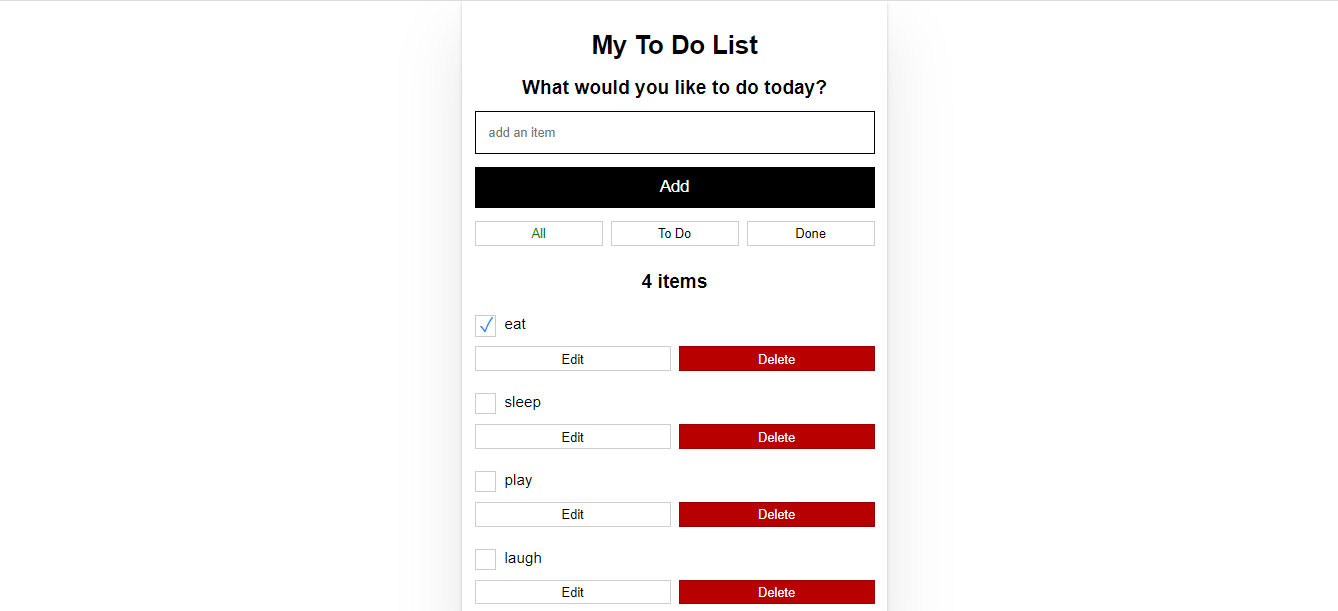 My To Do List
What would you like to do today?
add an item
Add
All To Do Done
4 items
eat
Edit Delete
sleep
Edit Delete
play
Edit Delete
laugh
Edit Delete